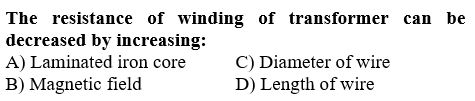 The resistance of winding of transformer can be
decreased by increasing:
A) Laminated iron core C) Diameter of wire
B) Magnetic field D) Length of wire